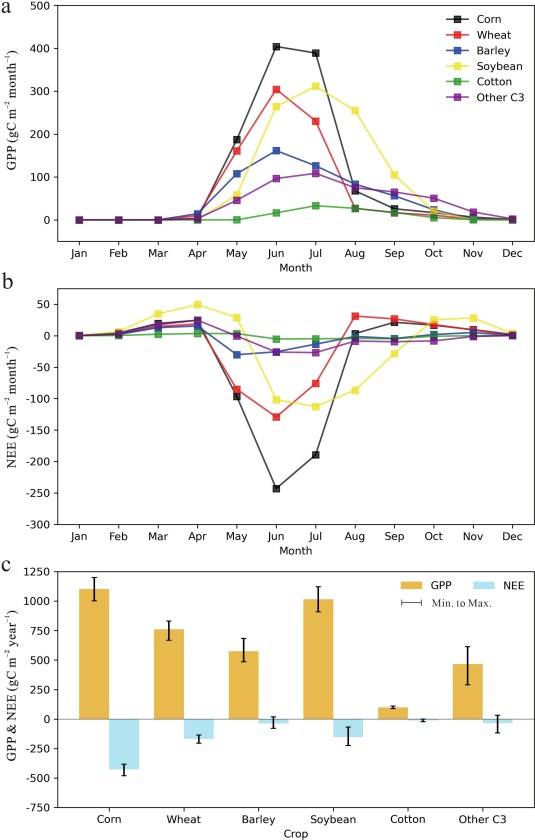 a
500
400
300
200
100
0
GPP (gC m⁻² month⁻¹)
Corn
Wheat
Barley
Soybean
Cotton
Other C3
Jan Feb Mar Apr May Jun Jul Aug Sep Oct Nov Dec
Month
b
50
0
-50
-100
-150
-200
-250
-300
NEE (gC m⁻² month⁻¹)
Jan Feb Mar Apr May Jun Jul Aug Sep Oct Nov Dec
Month
c
1250
1000
750
500
250
0
-250
-500
-750
GPP & NEE (gC m⁻² year⁻¹)
GPP NEE
Min. to Max.
Corn Wheat Barley Soybean Cotton Other C3
Crop